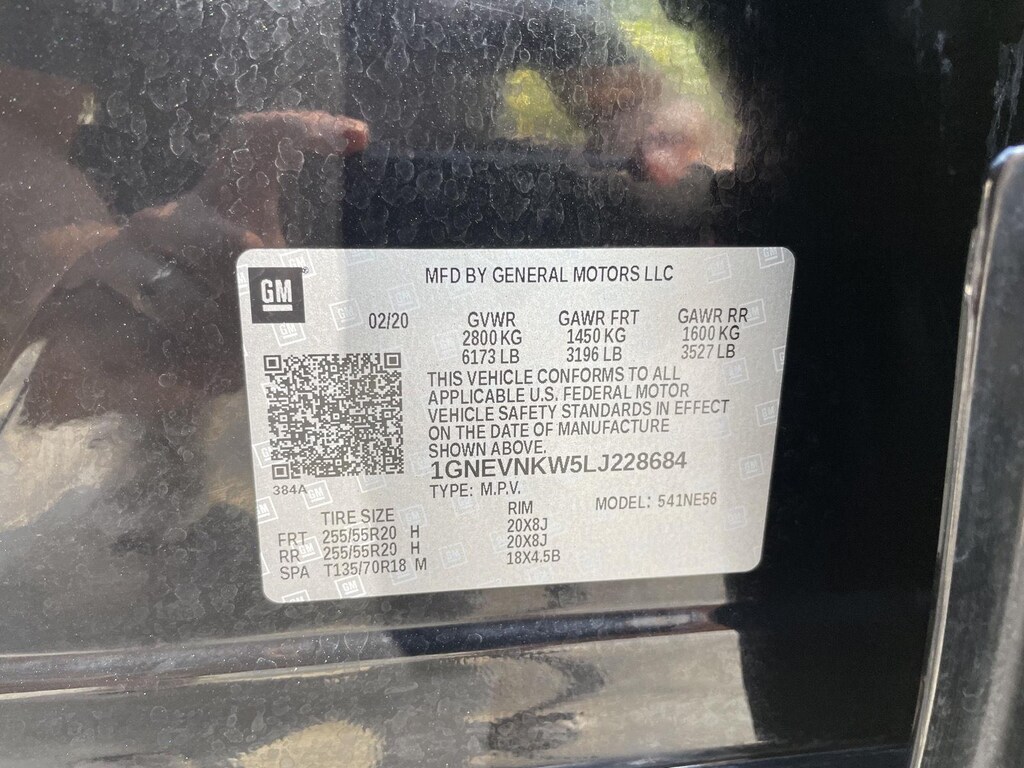 MFD BY GENERAL MOTORS LLC
GM
02/20 GVWR GAWR FRT GAWR RR
2800 KG 1450 KG 1600 KG
6173 LB 3196 LB 3527 LB
THIS VEHICLE CONFORMS TO ALL
APPLICABLE U.S. FEDERAL MOTOR
VEHICLE SAFETY STANDARDS IN EFFECT
ON THE DATE OF MANUFACTURE
SHOWN ABOVE.
1GNEVNKW5LJ228684
384A
TYPE: M.P.V. MODEL: 541NE56
TIRE SIZE RIM
FRT 255/55R20 H 20X8J
RR 255/55R20 H 20X8J
SPA T135/70R18 M 18X4.5B